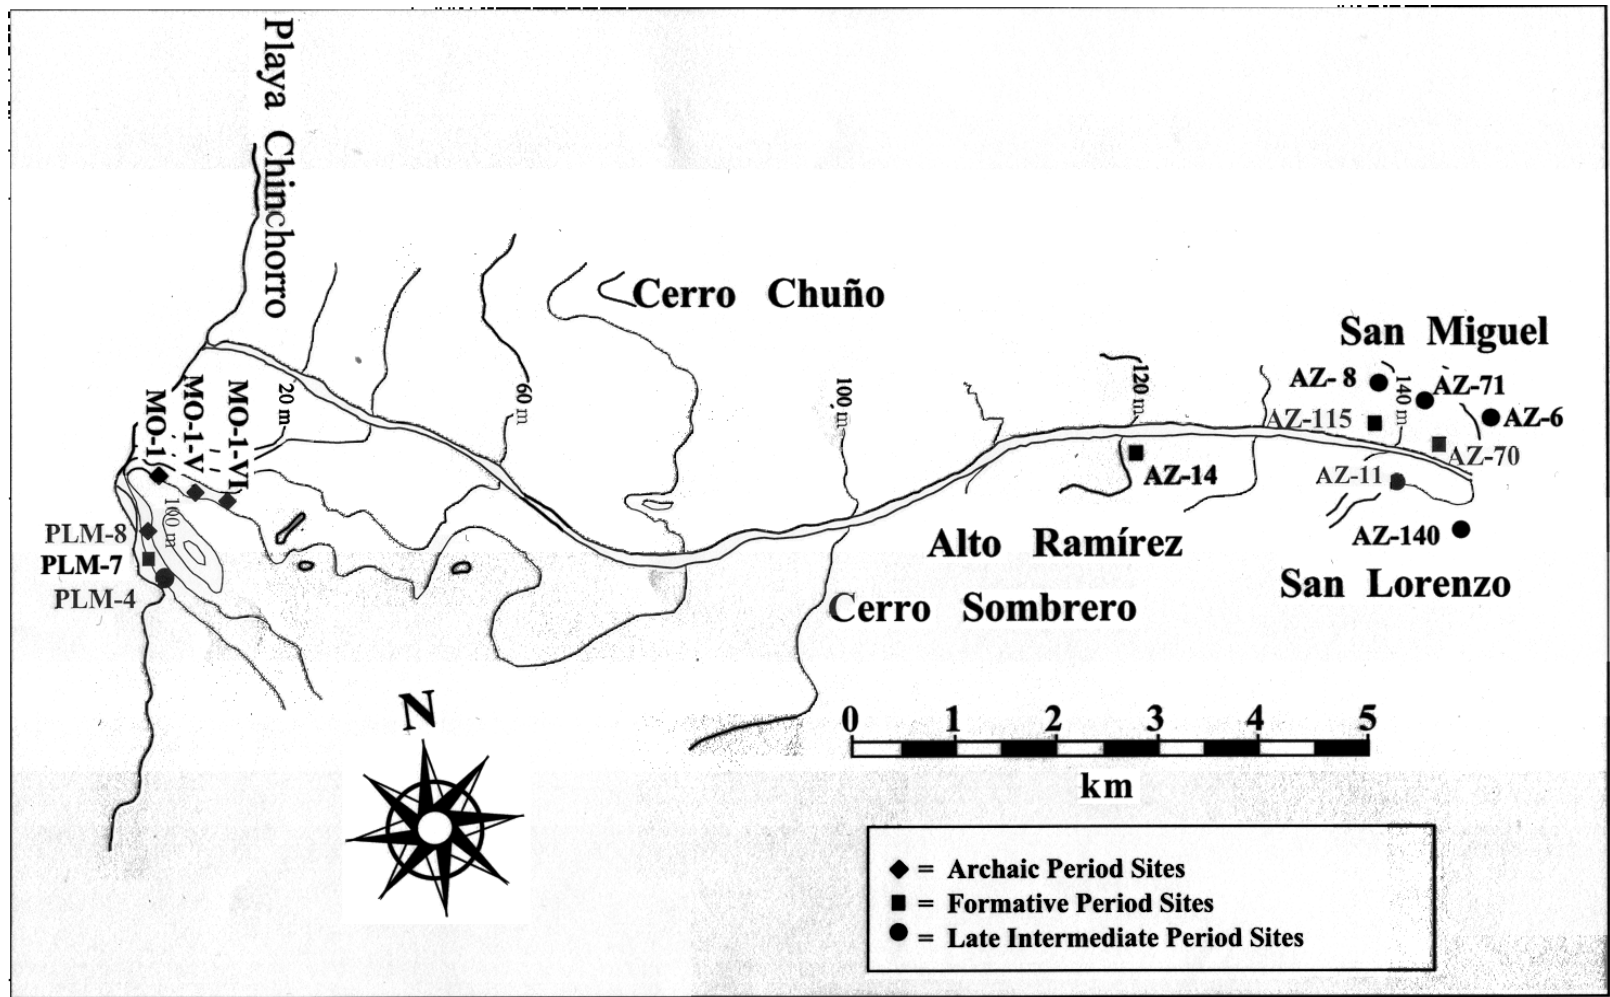 Playa Chinchorro
Cerro Chuño
San Miguel
AZ- 8
AZ-71
AZ-115
AZ-6
AZ-70
AZ-11
AZ-14
AZ-140
San Lorenzo
MO-1
MO-1-V
MO-1-VI
20 m
60 m
100 m
120 m
140 m
100 m
PLM-8
PLM-7
PLM-4
Alto Ramírez
Cerro Sombrero
N
0 1 2 3 4 5
km
= Archaic Period Sites
= Formative Period Sites
= Late Intermediate Period Sites